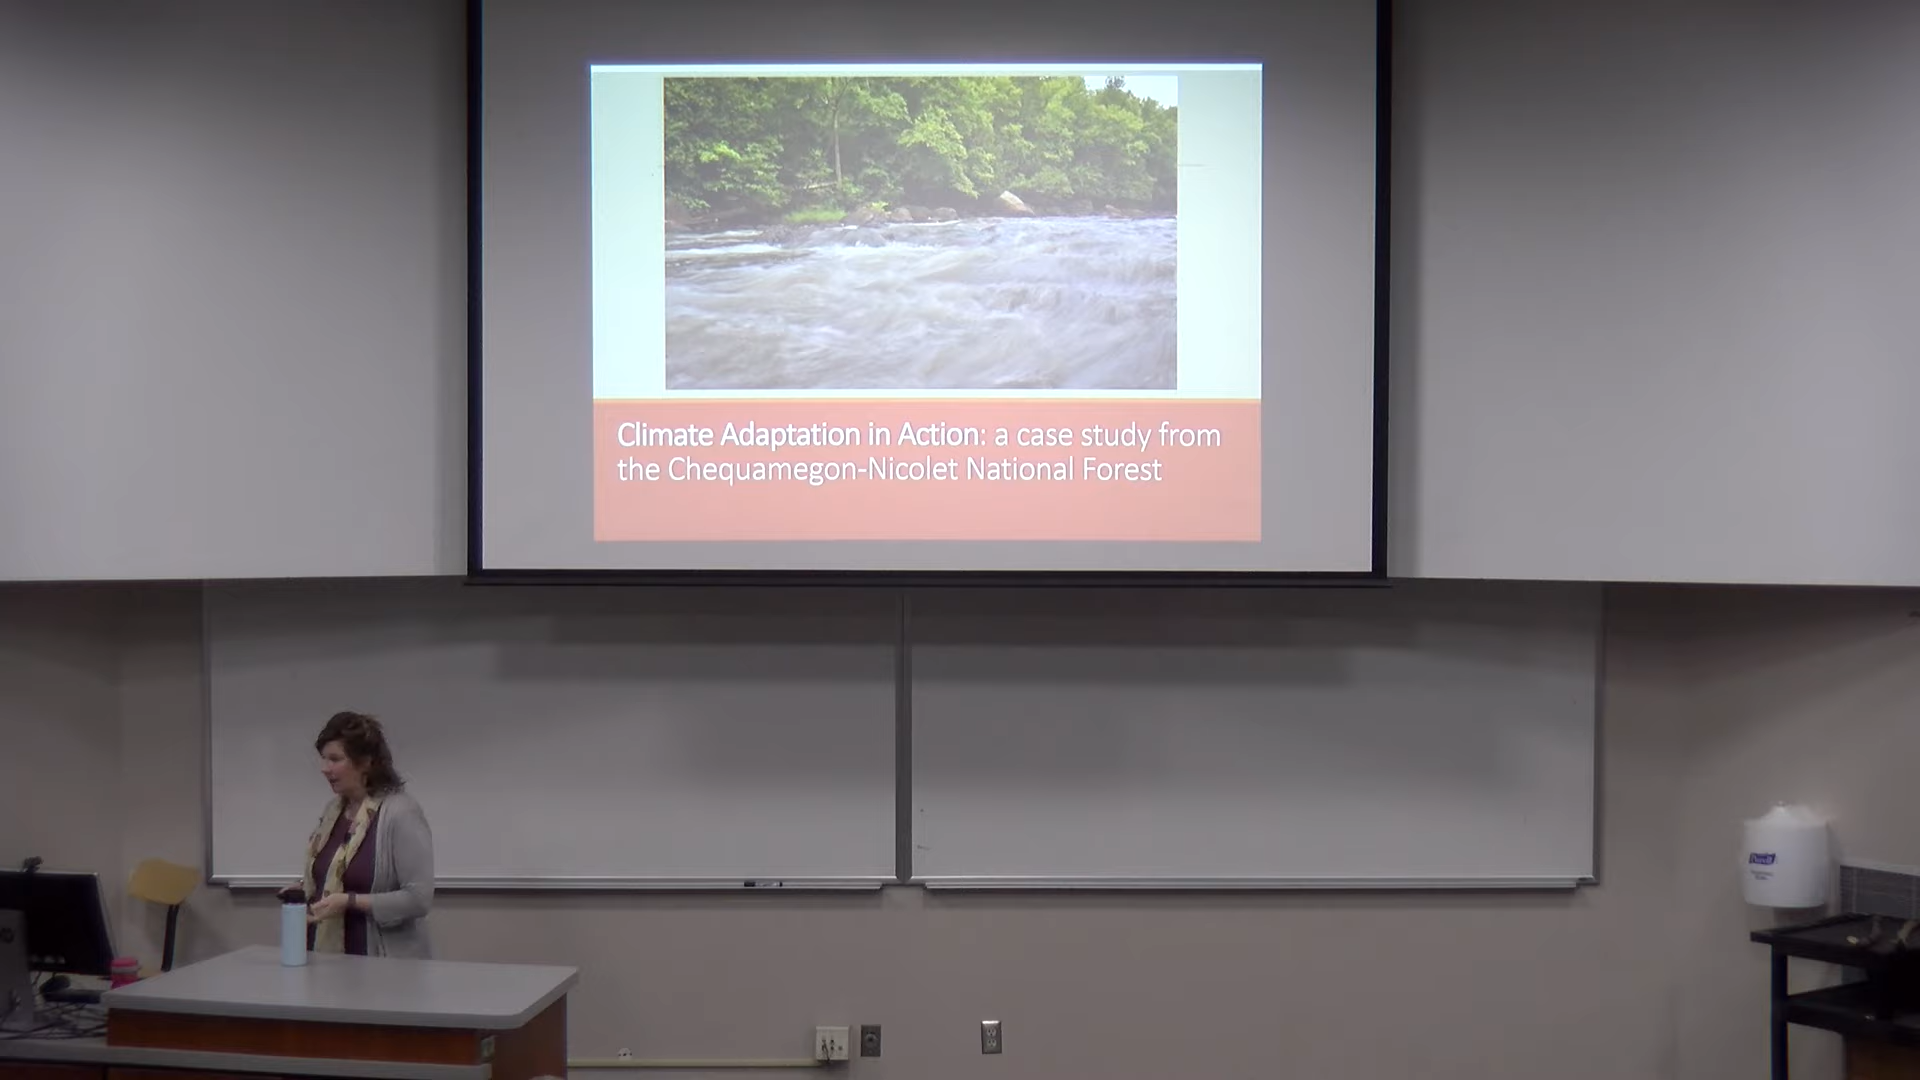 Climate Adaptation in Action: a case study from
the Chequamegon-Nicolet National Forest